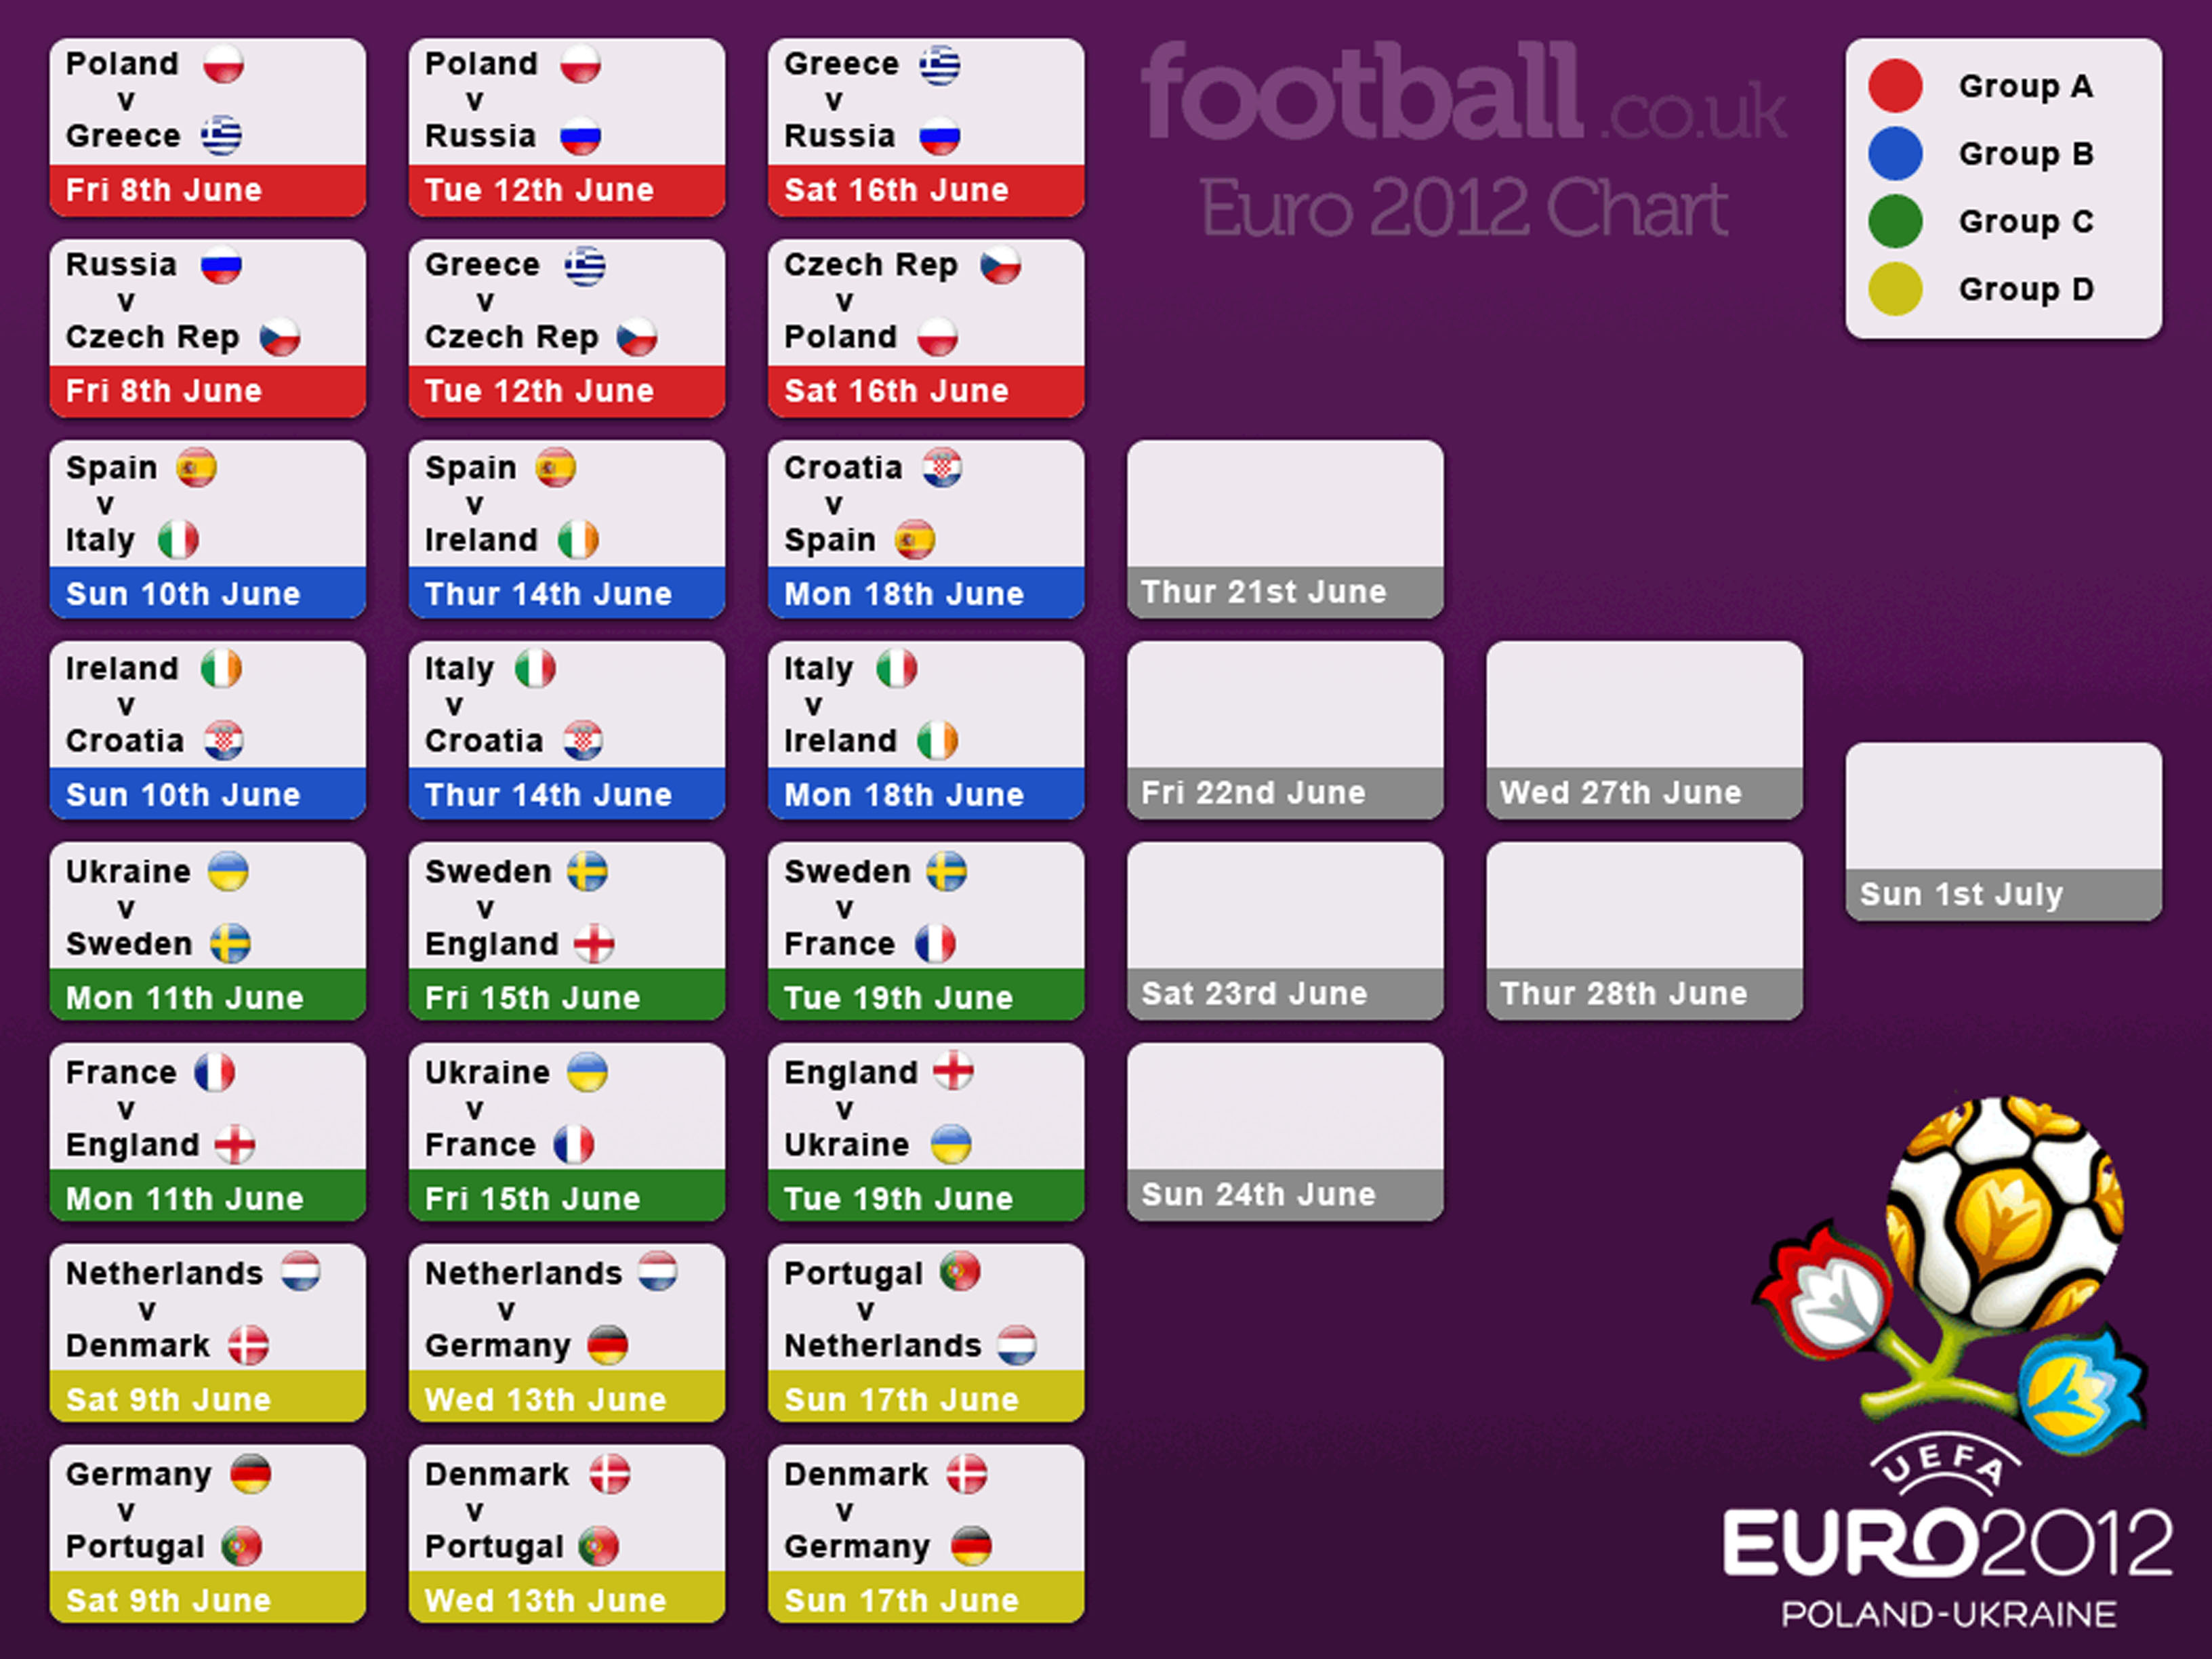 Poland
v
Greece
Fri 8th June
Poland
v
Russia
Tue 12th June
Greece
v
Russia
Sat 16th June
football.co.uk
Euro 2012 Chart
Group A
Group B
Group C
Group D
Russia
v
Czech Rep
Fri 8th June
Greece
v
Czech Rep
Tue 12th June
Czech Rep
v
Poland
Sat 16th June
Spain
v
Italy
Sun 10th June
Spain
v
Ireland
Thur 14th June
Croatia
v
Spain
Mon 18th June
Thur 21st June
Ireland
v
Croatia
Sun 10th June
Italy
v
Croatia
Thur 14th June
Italy
v
Ireland
Mon 18th June
Fri 22nd June
Wed 27th June
Sun 1st July
Ukraine
v
Sweden
Mon 11th June
Sweden
v
England
Fri 15th June
Sweden
v
France
Tue 19th June
Sat 23rd June
Thur 28th June
France
v
England
Mon 11th June
Ukraine
v
France
Fri 15th June
England
v
Ukraine
Tue 19th June
Sun 24th June
Netherlands
v
Denmark
Sat 9th June
Netherlands
v
Germany
Wed 13th June
Portugal
v
Netherlands
Sun 17th June
Germany
v
Portugal
Sat 9th June
Denmark
v
Portugal
Wed 13th June
Denmark
v
Germany
Sun 17th June
UEFA
EURO2012
POLAND-UKRAINE